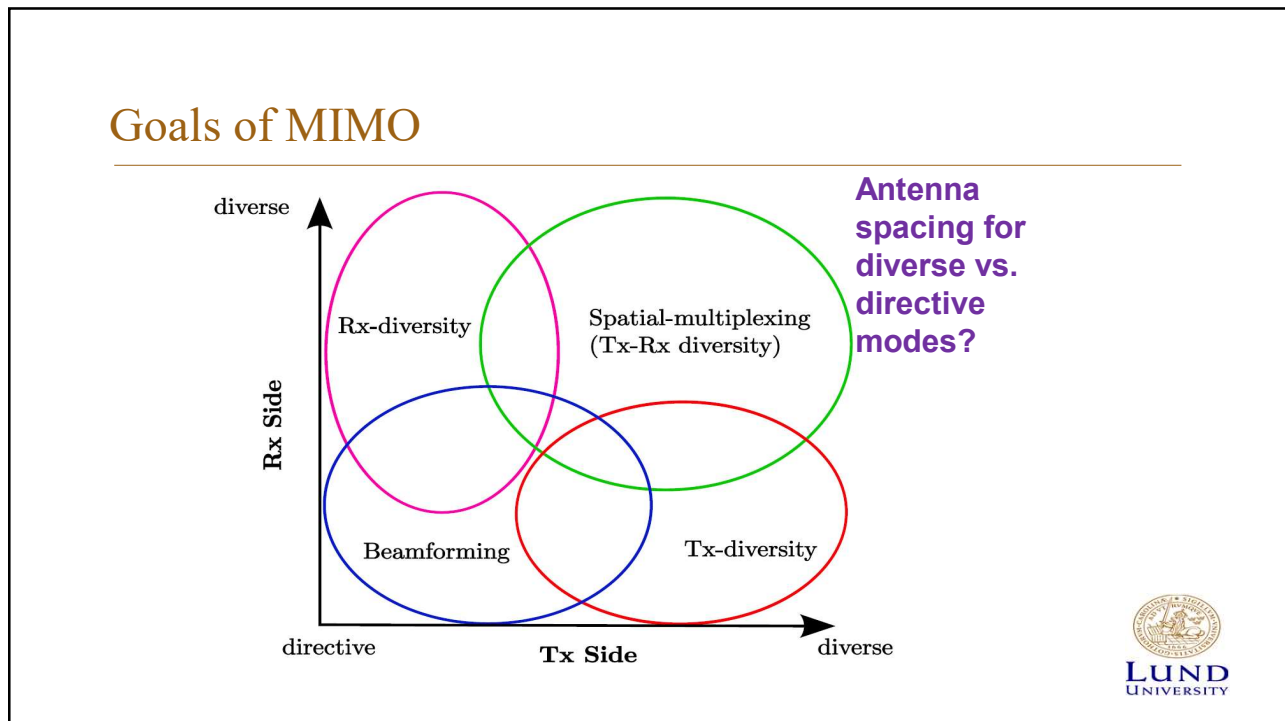 Goals of MIMO
Antenna
spacing for
diverse vs.
directive
modes?
diverse
Rx-diversity
Spatial-multiplexing
(Tx-Rx diversity)
Rx Side
Beamforming
Tx-diversity
directive
Tx Side
diverse
LUND
UNIVERSITY